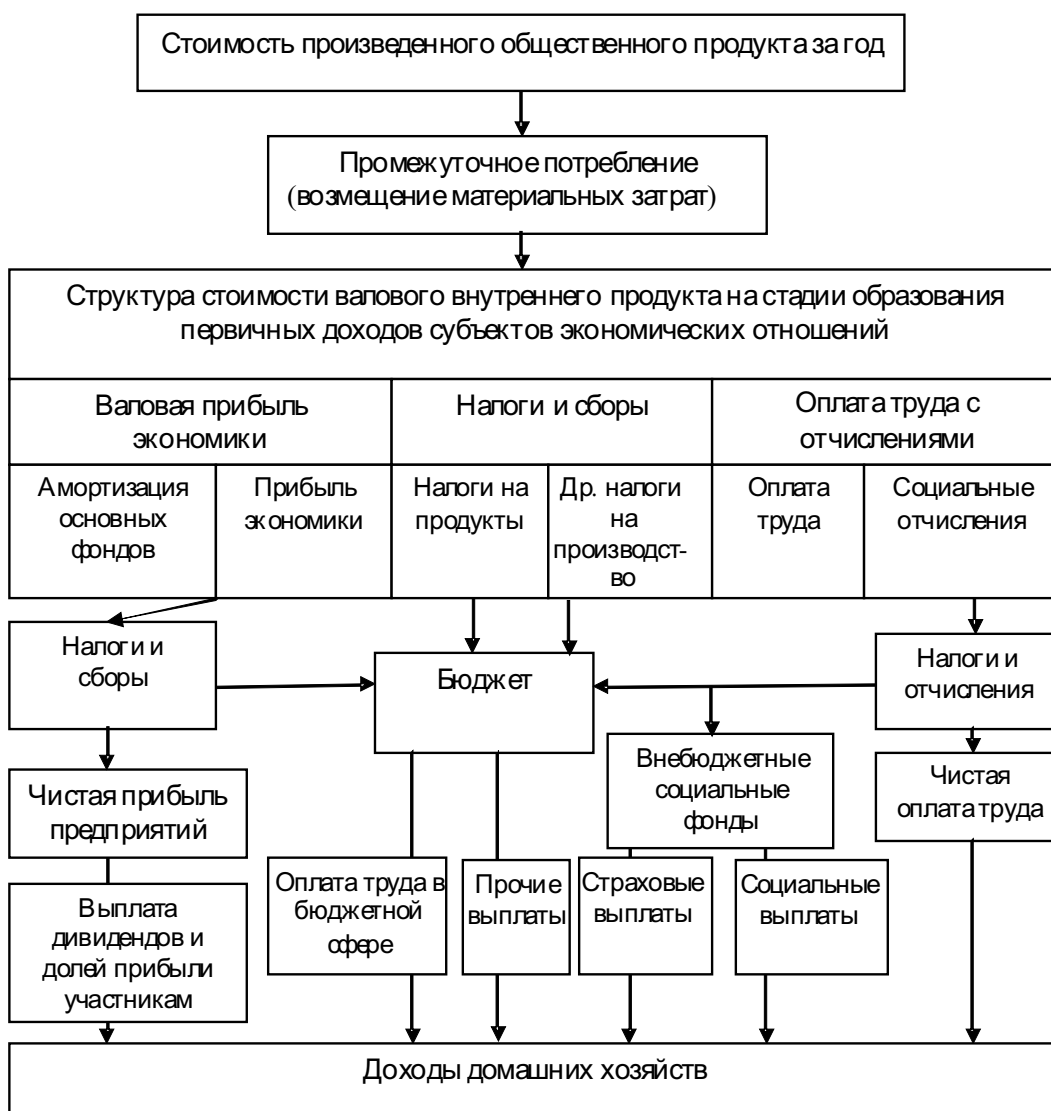 Стоимость произведенного общественного продукта за год
Промежуточное потребление
(возмещение материальных затрат)
Структура стоимости валового внутреннего продукта на стадии образования
первичных доходов субъектов экономических отношений
Валовая прибыль
экономики
Налоги и сборы
Оплата труда с
отчислениями
Амортизация
основных
фондов
Прибыль
экономики
Налоги на
продукты
Др. налоги
на
производст-
во
Оплата
труда
Социальные
отчисления
Налоги и
сборы
Бюджет
Налоги и
отчисления
Внебюджетные
социальные
фонды
Чистая
оплата труда
Чистая прибыль
предприятий
Оплата труда в
бюджетной
сфере
Прочие
выплаты
Страховые
выплаты
Социальные
выплаты
Выплата
дивидендов и
долей прибыли
участникам
Доходы домашних хозяйств